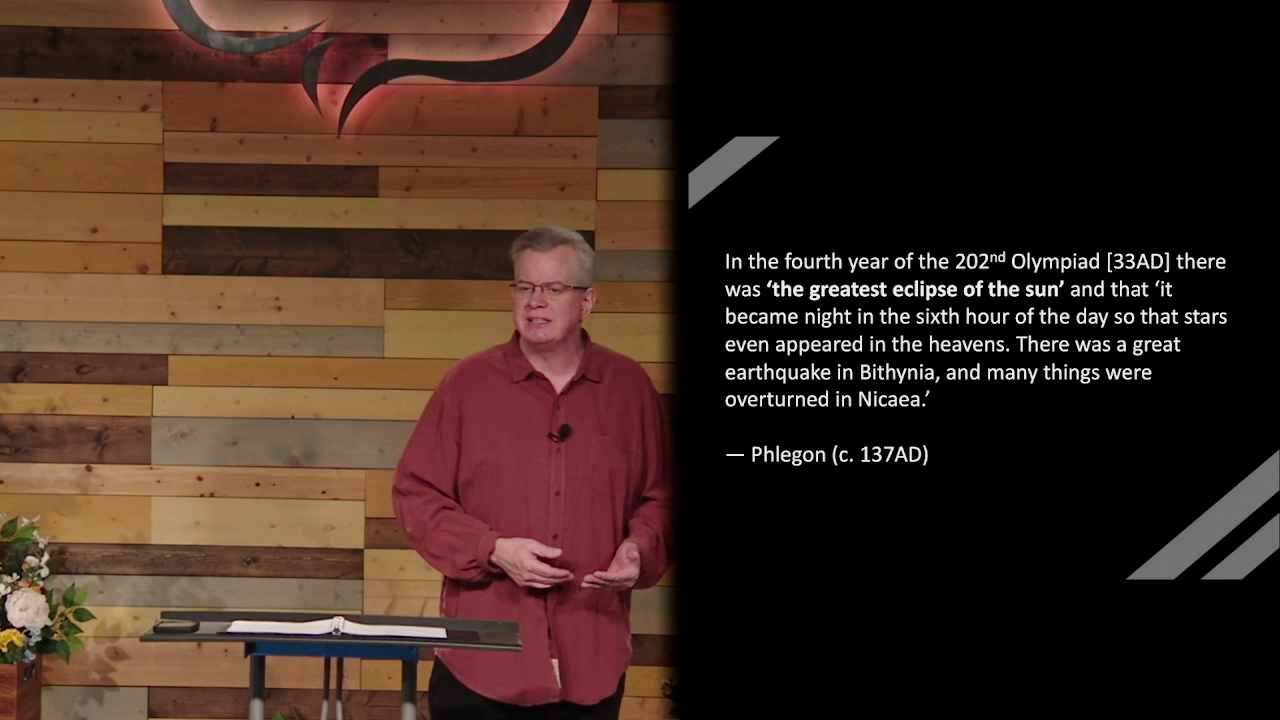 In the fourth year of the 202nd Olympiad [33AD] there
was ‘the greatest eclipse of the sun’ and that ‘it
became night in the sixth hour of the day so that stars
even appeared in the heavens. There was a great
earthquake in Bithynia, and many things were
overturned in Nicaea.’
— Phlegon (c. 137AD)